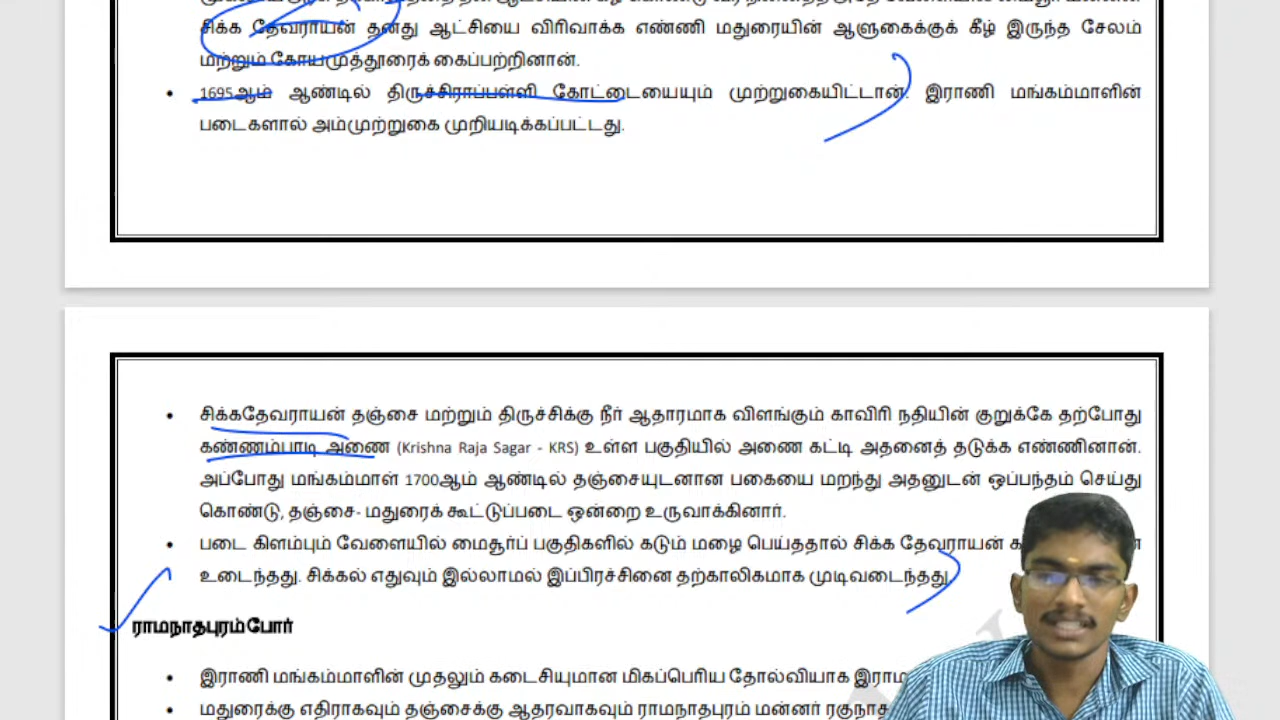 சிக்க தேவராயன் தனது ஆட்சியை விரிவாக்க எண்ணி மதுரையின் ஆளுகைக்குக் கீழ் இருந்த சேலம்
மற்றும் கோயமுத்தூரைக் கைப்பற்றினான்.
• 1695ஆம் ஆண்டில் திருச்சிராப்பள்ளி கோட்டையையும் முற்றுகையிட்டான். இராணி மங்கம்மாளின்
படைகளால் அம்முற்றுகை முறியடிக்கப்பட்டது.
• சிக்கதேவராயன் தஞ்சை மற்றும் திருச்சிக்கு நீர் ஆதாரமாக விளங்கும் காவிரி நதியின் குறுக்கே தற்போது
கண்ணம்பாடி அணை (Krishna Raja Sagar - KRS) உள்ள பகுதியில் அணை கட்டி அதனைத் தடுக்க எண்ணினான்.
அப்போது மங்கம்மாள் 1700ஆம் ஆண்டில் தஞ்சையுடனான பகையை மறந்து அதனுடன் ஒப்பந்தம் செய்து
கொண்டு, தஞ்சை- மதுரைக் கூட்டுப்படை ஒன்றை உருவாக்கினார்.
• படை கிளம்பும் வேளையில் மைசூர்ப் பகுதிகளில் கடும் மழை பெய்ததால் சிக்க தேவராயன்
உடைந்தது. சிக்கல் எதுவும் இல்லாமல் இப்பிரச்சினை தற்காலிகமாக முடிவடைந்தது
ராமநாதபுரம்போர்
• இராணி மங்கம்மாளின் முதலும் கடைசியுமான மிகப்பெரிய தோல்வியாக
• மதுரைக்கு எதிராகவும் தஞ்சைக்கு ஆதரவாகவும் ராமநாதபுரம் மன்னர்